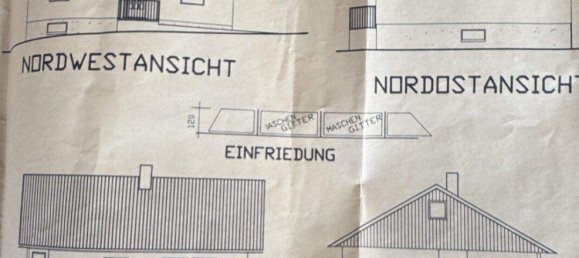 NORDWESTANSICHT
NORDOSTANSICHT
120
MASCHEN
GITTER
MASCHEN
GITTER
EINFRIEDUNG